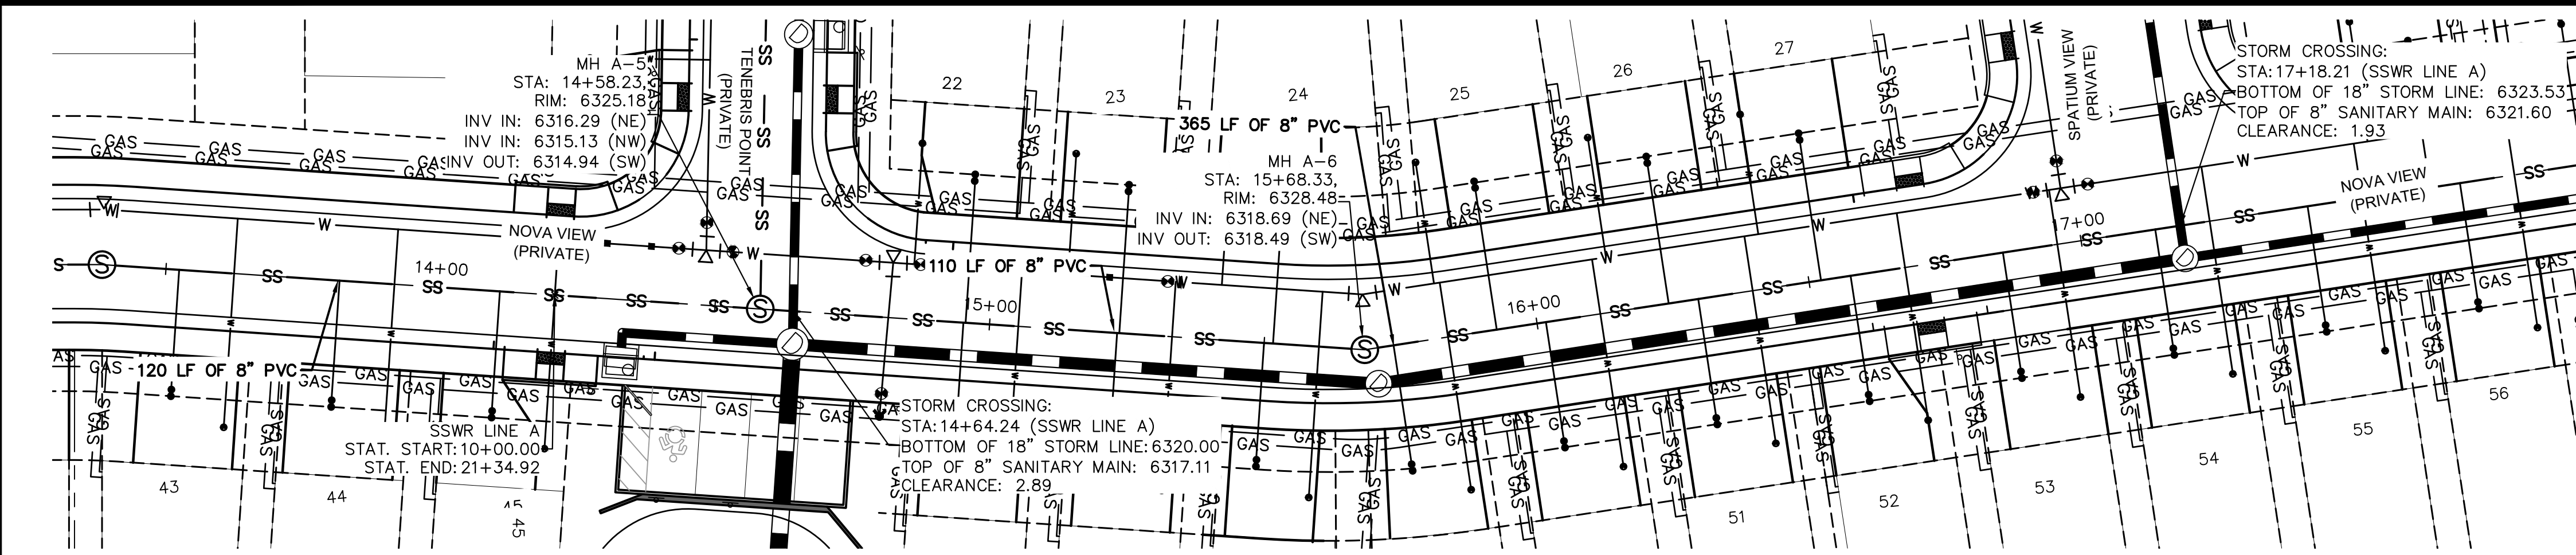 MH A-5
STA: 14+58.23,
RIM: 6325.18
INV IN: 6316.29 (NE)
INV IN: 6315.13 (NW)
INV OUT: 6314.94 (SW)
TENEBRIS POINT
(PRIVATE)
22
23
24
25
26
27
365 LF OF 8" PVC
MH A-6
STA: 15+68.33,
RIM: 6328.48
INV IN: 6318.69 (NE)
INV OUT: 6318.49 (SW)
SPATIUM VIEW
(PRIVATE)
STORM CROSSING:
STA:17+18.21 (SSWR LINE A)
BOTTOM OF 18" STORM LINE: 6323.53
TOP OF 8" SANITARY MAIN: 6321.60
CLEARANCE: 1.93
NOVA VIEW
(PRIVATE)
NOVA VIEW
(PRIVATE)
14+00
15+00
16+00
17+00
110 LF OF 8" PVC
120 LF OF 8" PVC
SSWR LINE A
STAT. START:10+00.00
STAT. END:21+34.92
STORM CROSSING:
STA:14+64.24 (SSWR LINE A)
BOTTOM OF 18" STORM LINE:6320.00
TOP OF 8" SANITARY MAIN: 6317.11
CLEARANCE: 2.89
43
44
45
51
52
53
54
55
56
GAS
GAS
GAS
GAS
SS
SS
SS
SS
W
W
W
S
S
S